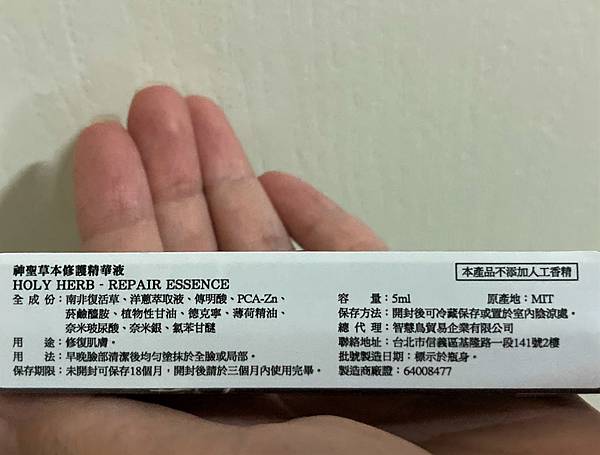 神聖草本修護精華液
HOLY HERB - REPAIR ESSENCE
全成份：南非復活草、洋蔥萃取液、傳明酸、PCA-Zn、
菸鹼醯胺、植物性甘油、德克寧、薄荷精油、
奈米玻尿酸、奈米銀、氯苯甘醚
用途：修復肌膚。
用法：早晚臉部清潔後均勻塗抹於全臉或局部。
保存期限：未開封可保存18個月，開封後請於三個月內使用完畢。
本產品不添加人工香精
容量：5ml 原產地：MIT
保存方法：開封後可冷藏保存或置於室內陰涼處。
總代理：智慧鳥貿易企業有限公司
聯絡地址：台北市信義區基隆路一段141號2樓
批號製造日期：標示於瓶身。
製造商廠證：64008477